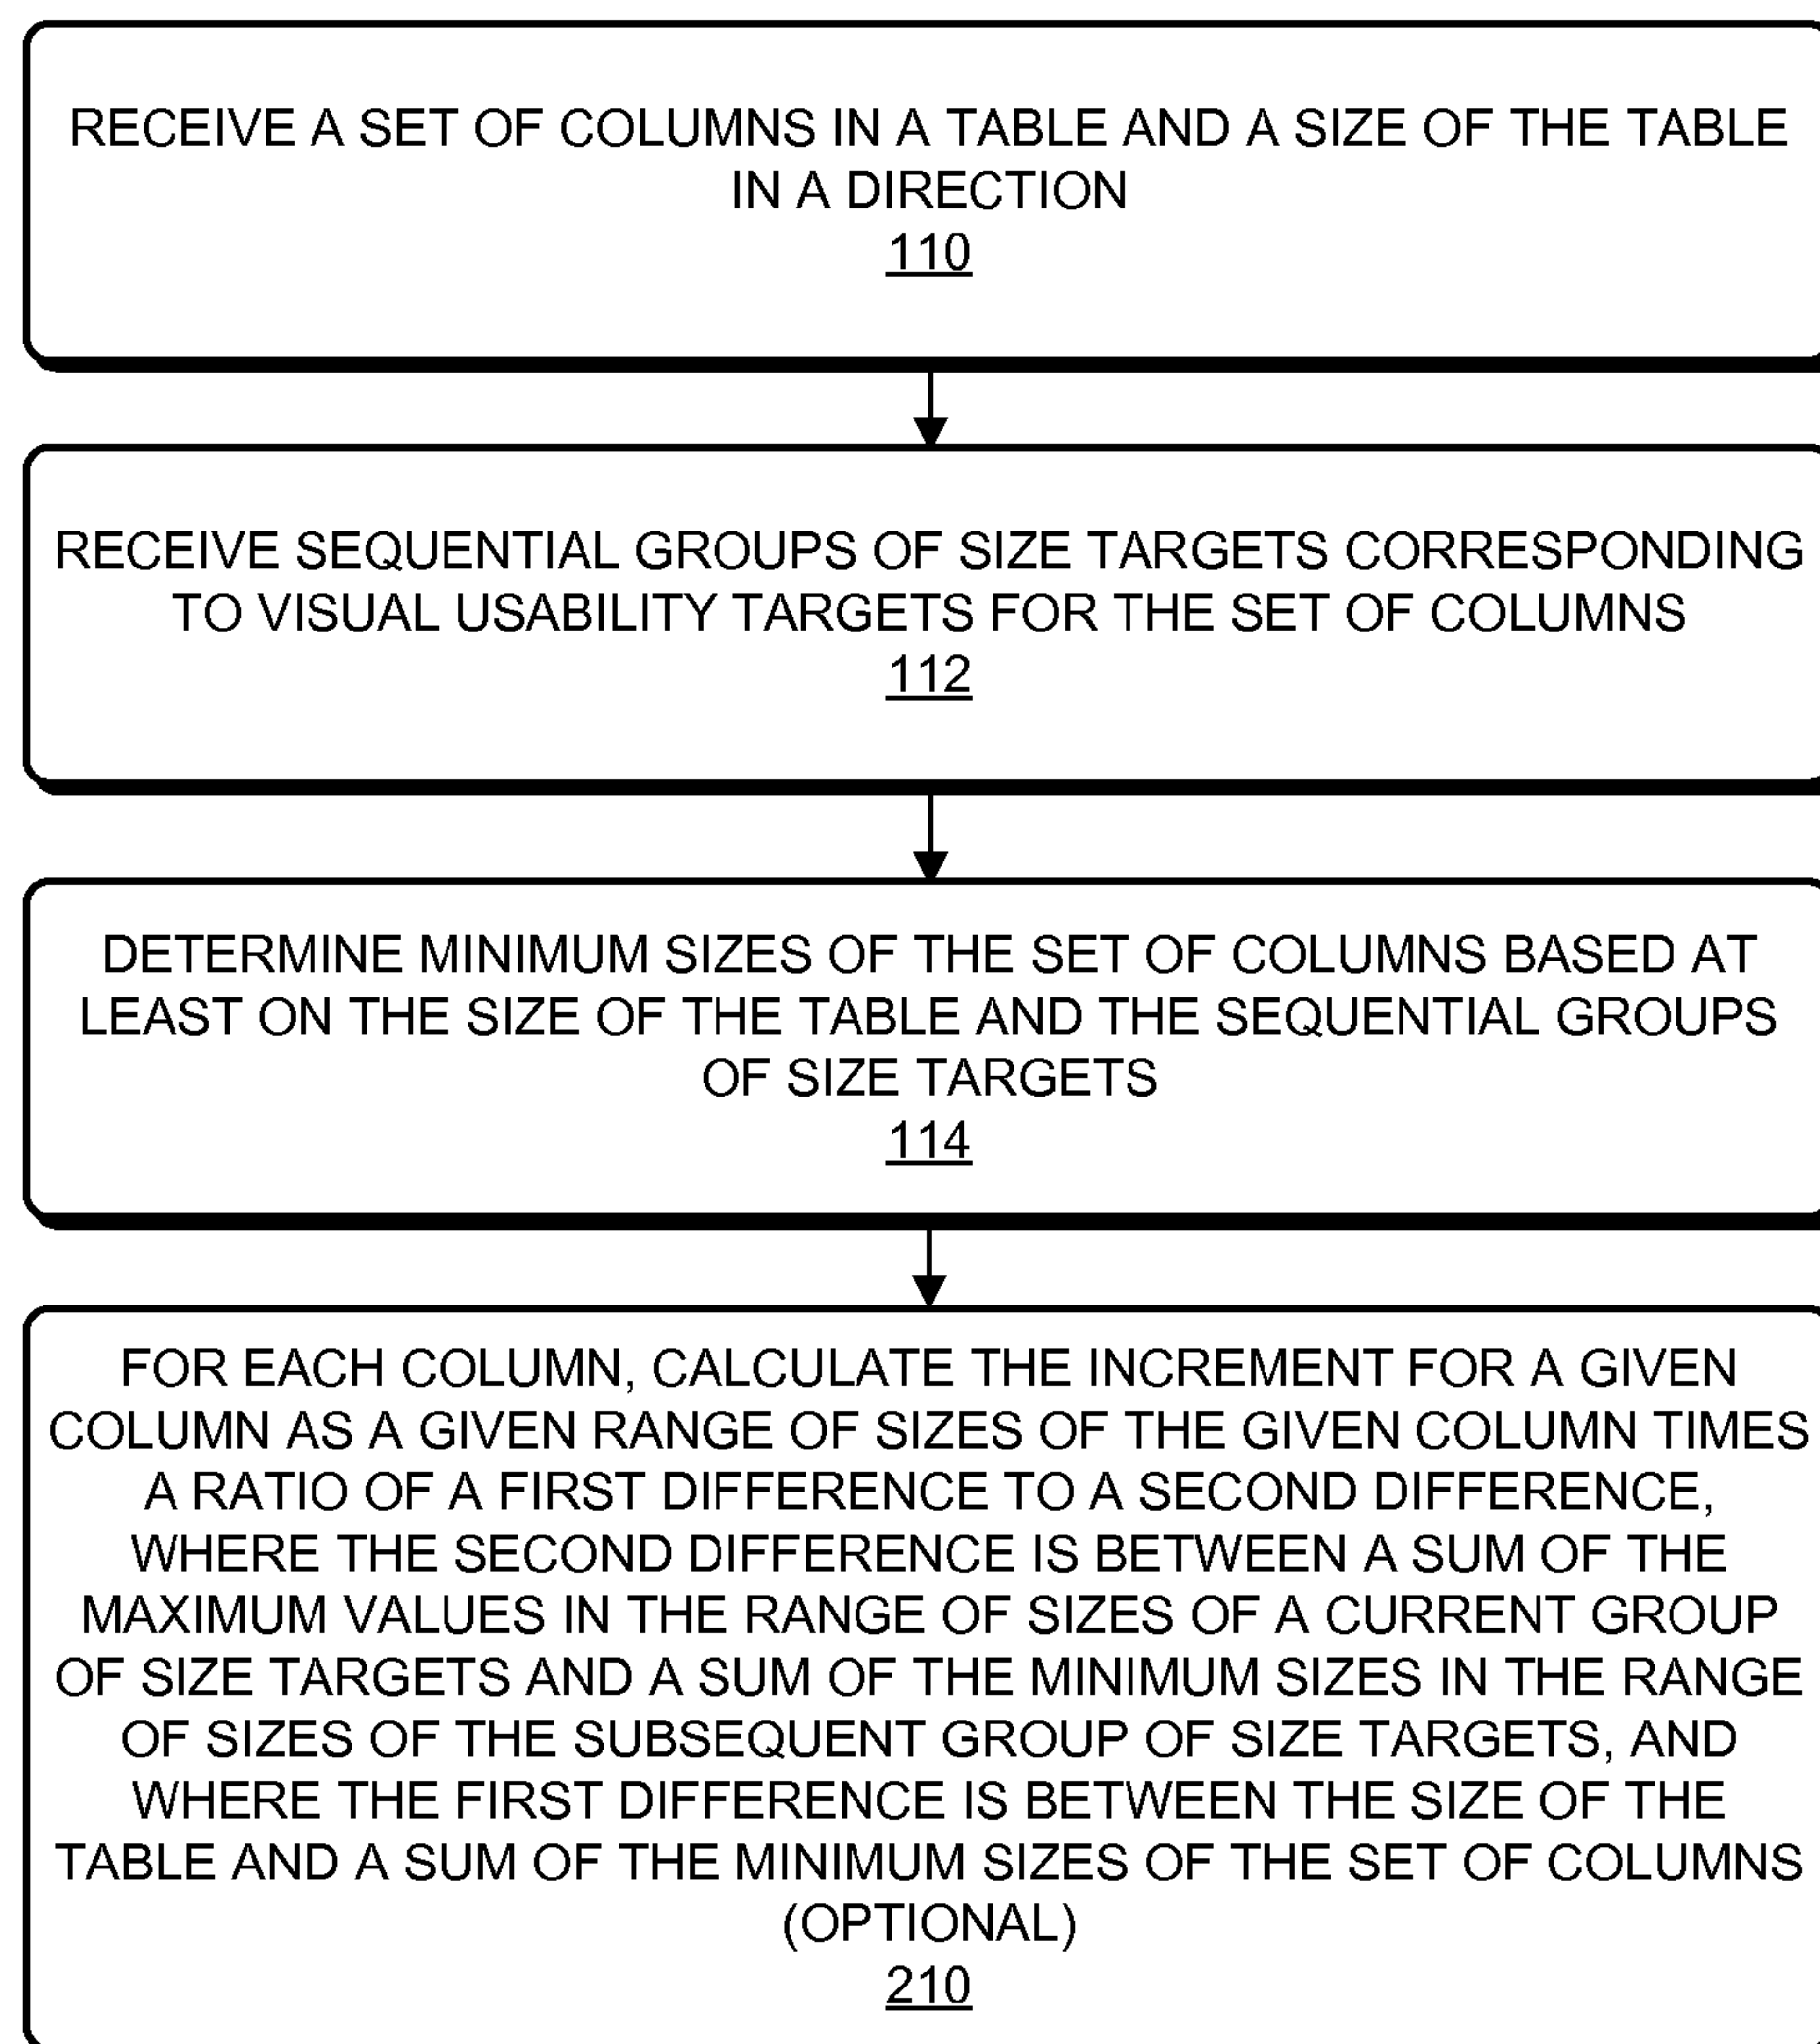 RECEIVE A SET OF COLUMNS IN A TABLE AND A SIZE OF THE TABLE
IN A DIRECTION
110
RECEIVE SEQUENTIAL GROUPS OF SIZE TARGETS CORRESPONDING
TO VISUAL USABILITY TARGETS FOR THE SET OF COLUMNS
112
DETERMINE MINIMUM SIZES OF THE SET OF COLUMNS BASED AT
LEAST ON THE SIZE OF THE TABLE AND THE SEQUENTIAL GROUPS
OF SIZE TARGETS
114
FOR EACH COLUMN, CALCULATE THE INCREMENT FOR A GIVEN
COLUMN AS A GIVEN RANGE OF SIZES OF THE GIVEN COLUMN TIMES
A RATIO OF A FIRST DIFFERENCE TO A SECOND DIFFERENCE,
WHERE THE SECOND DIFFERENCE IS BETWEEN A SUM OF THE
MAXIMUM VALUES IN THE RANGE OF SIZES OF A CURRENT GROUP
OF SIZE TARGETS AND A SUM OF THE MINIMUM SIZES IN THE RANGE
OF SIZES OF THE SUBSEQUENT GROUP OF SIZE TARGETS, AND
WHERE THE FIRST DIFFERENCE IS BETWEEN THE SIZE OF THE
TABLE AND A SUM OF THE MINIMUM SIZES OF THE SET OF COLUMNS
(OPTIONAL)
210